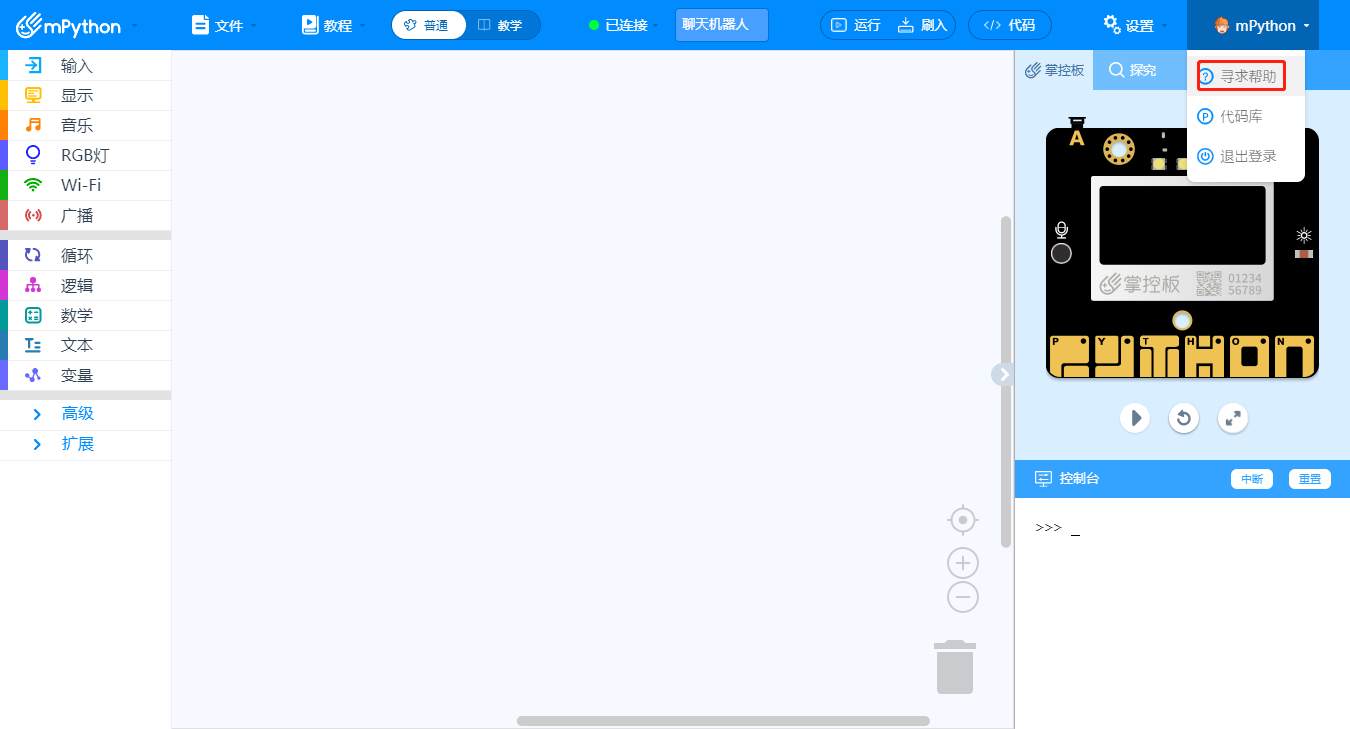 mPython
文件
教程
普通
教学
已连接
聊天机器人
运行
刷入
代码
设置
mPython
输入
显示
音乐
RGB灯
Wi-Fi
广播
循环
逻辑
数学
文本
变量
高级
扩展
掌控板
探究
寻求帮助
代码库
退出登录
A
掌控板
01234
56789
P Y T H O N
PYTHON
控制台
中断
重置
>>> _